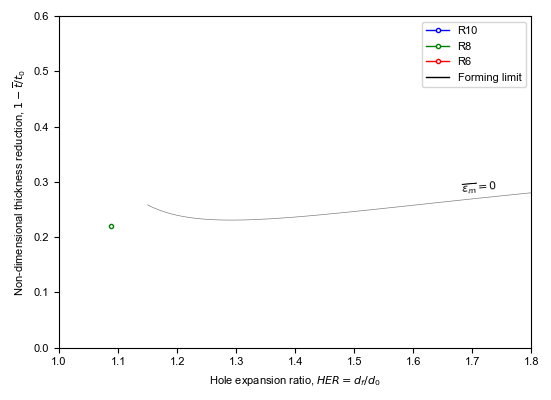 0.6
0.5
0.4
0.3
0.2
0.1
0.0
Non-dimensional thickness reduction, 1 − t̅/t₀
R10
R8
R6
Forming limit
ε̅ₘ̅ = 0
1.0 1.1 1.2 1.3 1.4 1.5 1.6 1.7 1.8
Hole expansion ratio, HER = d_f/d₀